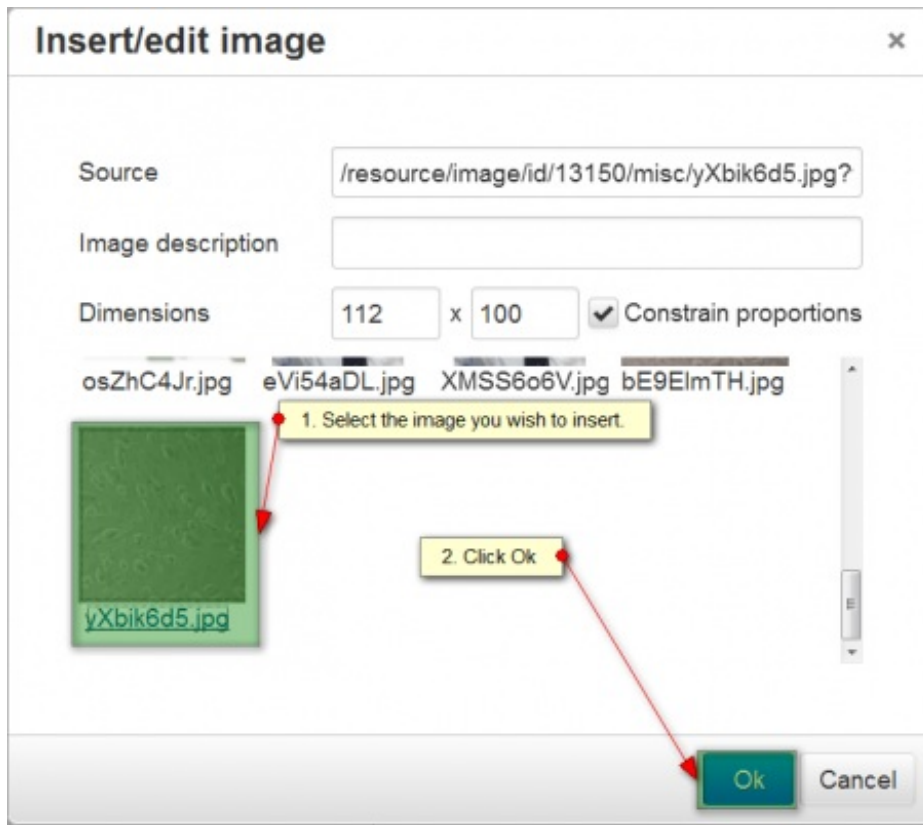 Insert/edit image ×
Source /resource/image/id/13150/misc/yXbik6d5.jpg?
Image description
Dimensions 112 x 100 Constrain proportions
osZhC4Jr.jpg eVi54aDL.jpg XMSS6o6V.jpg bE9ElmTH.jpg
1. Select the image you wish to insert.
2. Click Ok
yXbik6d5.jpg
Ok Cancel